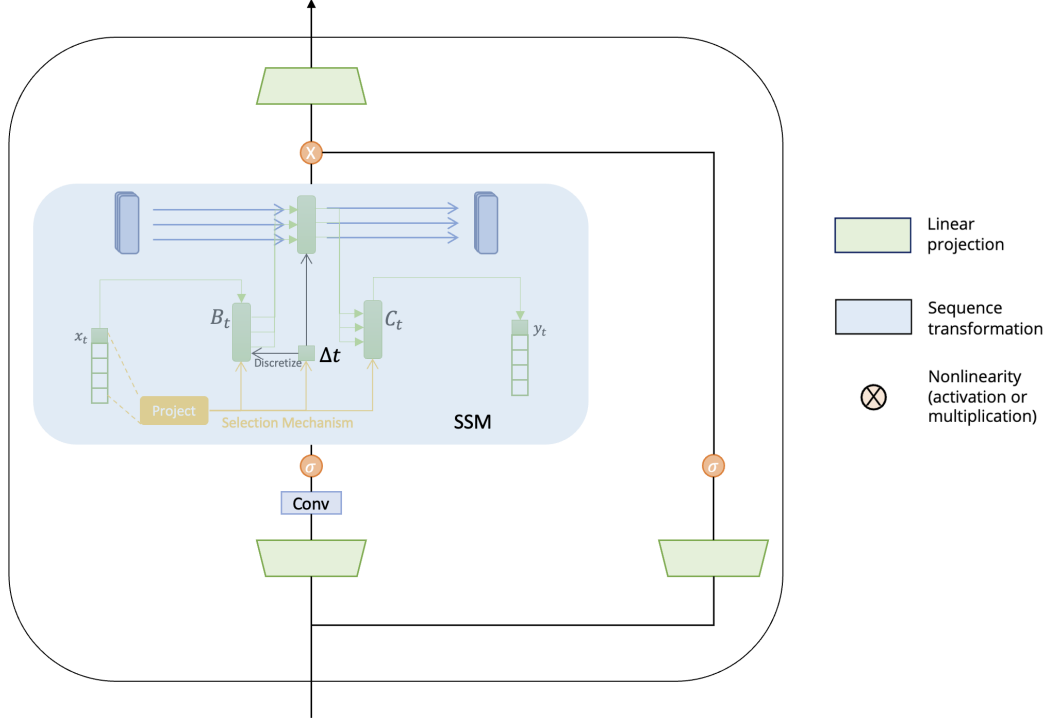 X
B_t
C_t
x_t
y_t
Δt
Discretize
Project
Selection Mechanism
SSM
σ
σ
Conv
Linear
projection
Sequence
transformation
X
Nonlinearity
(activation or
multiplication)